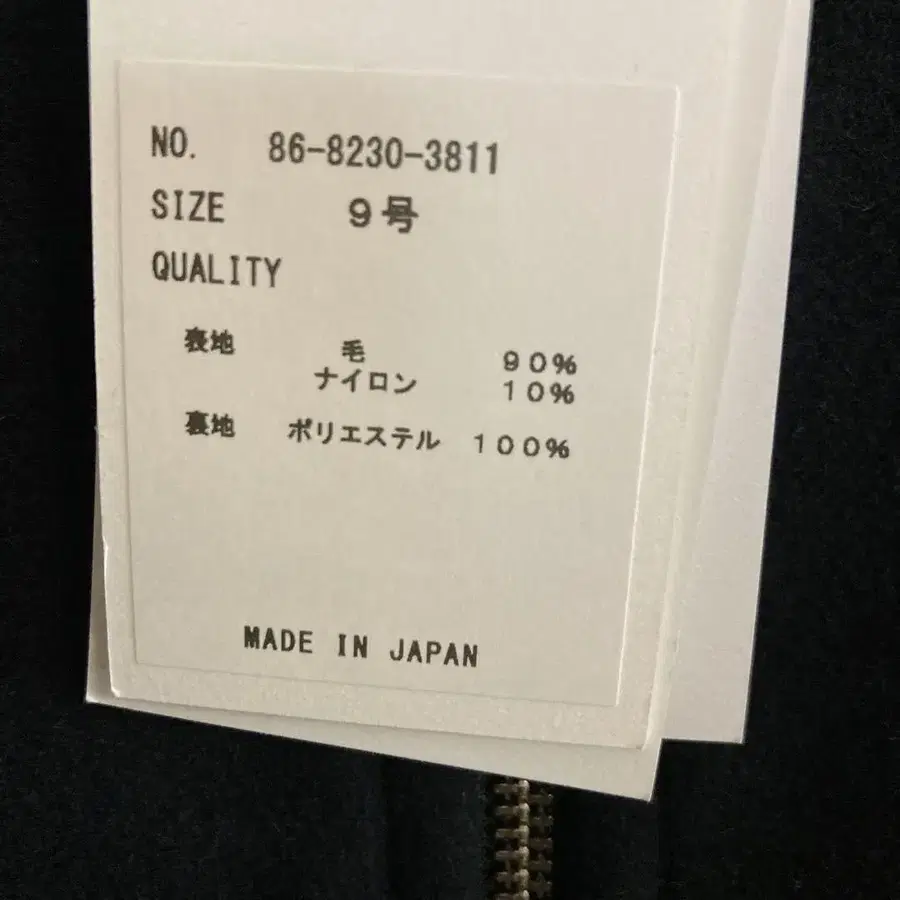 NO. 86-8230-3811
SIZE 9号
QUALITY
表地 毛 90%
ナイロン 10%
裏地 ポリエステル 100%
MADE IN JAPAN